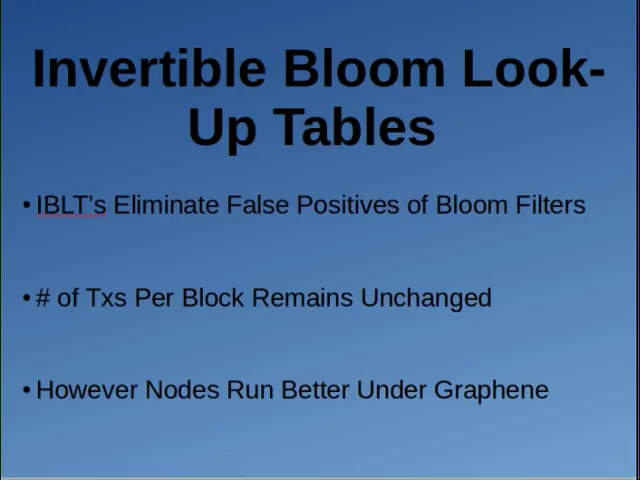 Invertible Bloom Look-
Up Tables
• IBLT's Eliminate False Positives of Bloom Filters
• # of Txs Per Block Remains Unchanged
• However Nodes Run Better Under Graphene